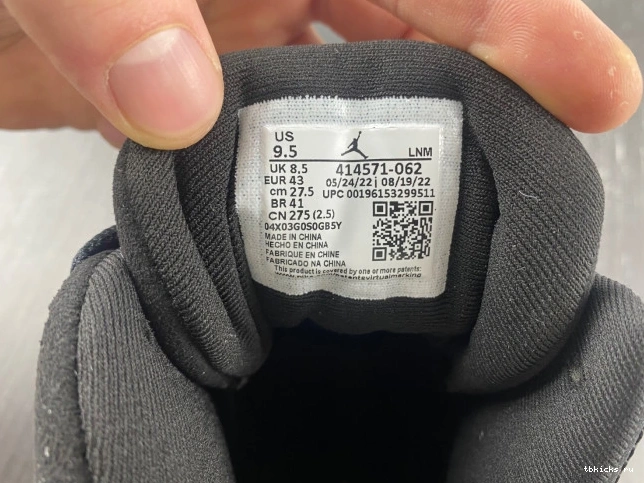 US
9.5
LNM
UK 8,5 414571-062
EUR 43 05/24/22 | 08/19/22
cm 27.5 UPC 00196153299511
BR 41
CN 275 (2.5)
04X03G0S0GB5Y
MADE IN CHINA
HECHO EN CHINA
FABRIQUE EN CHINE
FABRICADO NA CHINA
This product is covered by one or more patents:
tbkicks.ru